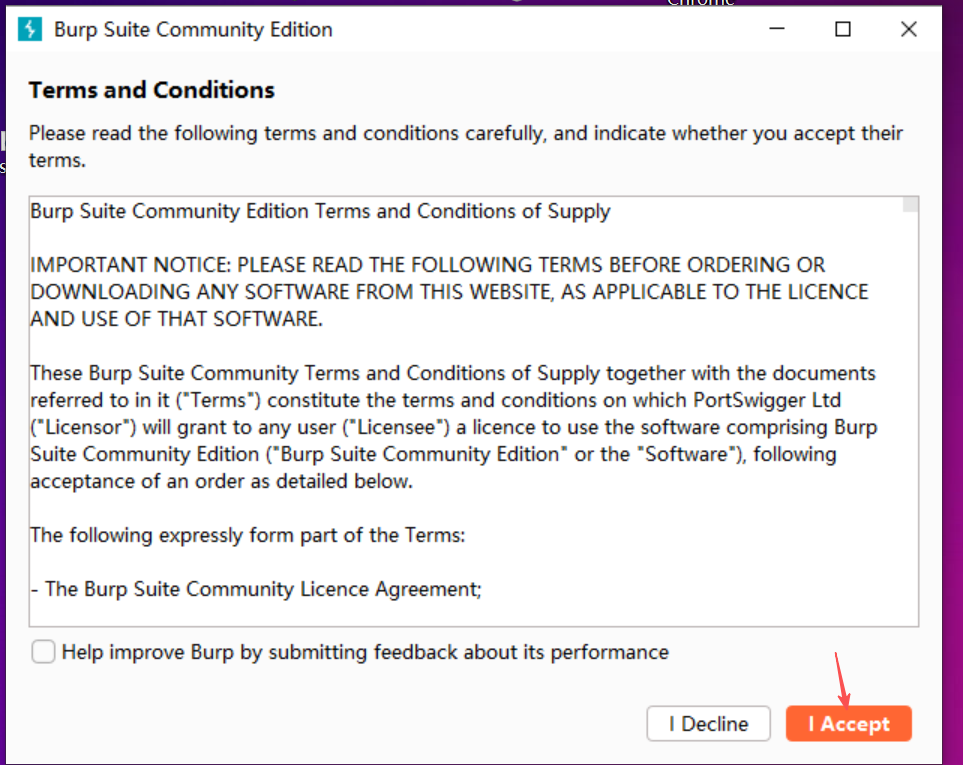 Chrome
Burp Suite Community Edition
Terms and Conditions
Please read the following terms and conditions carefully, and indicate whether you accept their
terms.
Burp Suite Community Edition Terms and Conditions of Supply
IMPORTANT NOTICE: PLEASE READ THE FOLLOWING TERMS BEFORE ORDERING OR
DOWNLOADING ANY SOFTWARE FROM THIS WEBSITE, AS APPLICABLE TO THE LICENCE
AND USE OF THAT SOFTWARE.
These Burp Suite Community Terms and Conditions of Supply together with the documents
referred to in it ("Terms") constitute the terms and conditions on which PortSwigger Ltd
("Licensor") will grant to any user ("Licensee") a licence to use the software comprising Burp
Suite Community Edition ("Burp Suite Community Edition" or the "Software"), following
acceptance of an order as detailed below.
The following expressly form part of the Terms:
- The Burp Suite Community Licence Agreement;
Help improve Burp by submitting feedback about its performance
I Decline
I Accept